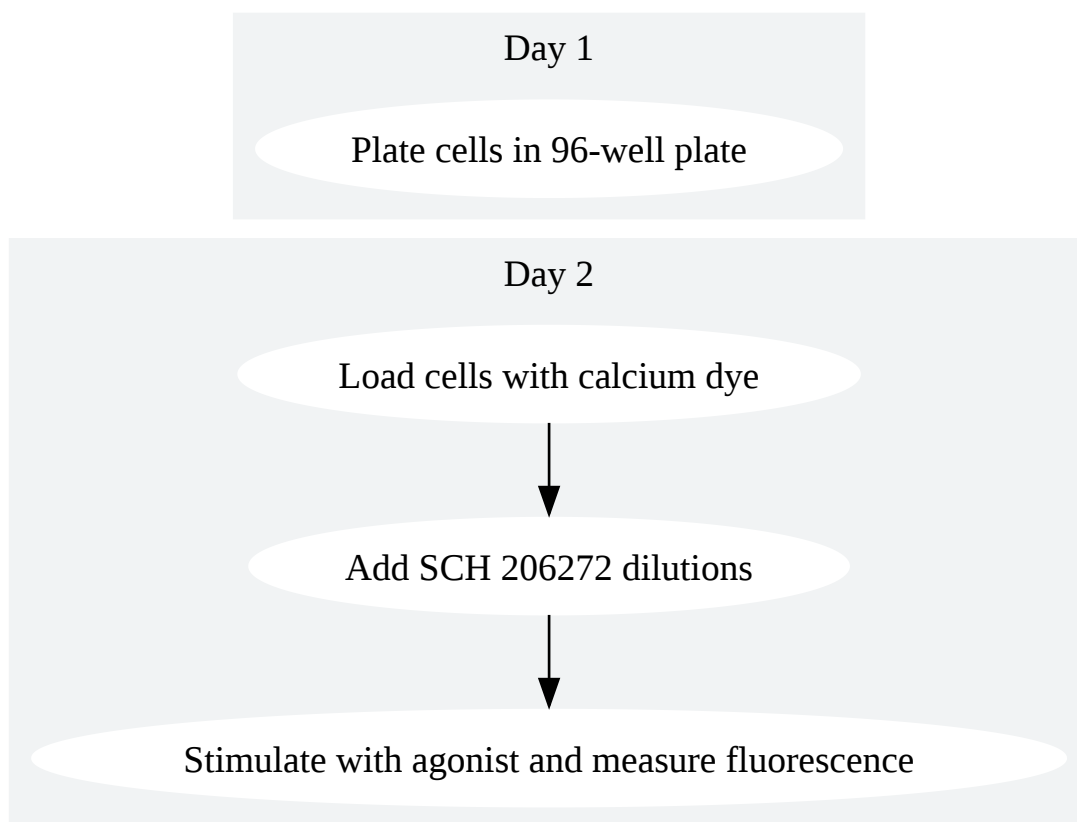 Day 1
Plate cells in 96-well plate
Day 2
Load cells with calcium dye
Add SCH 206272 dilutions
Stimulate with agonist and measure fluorescence